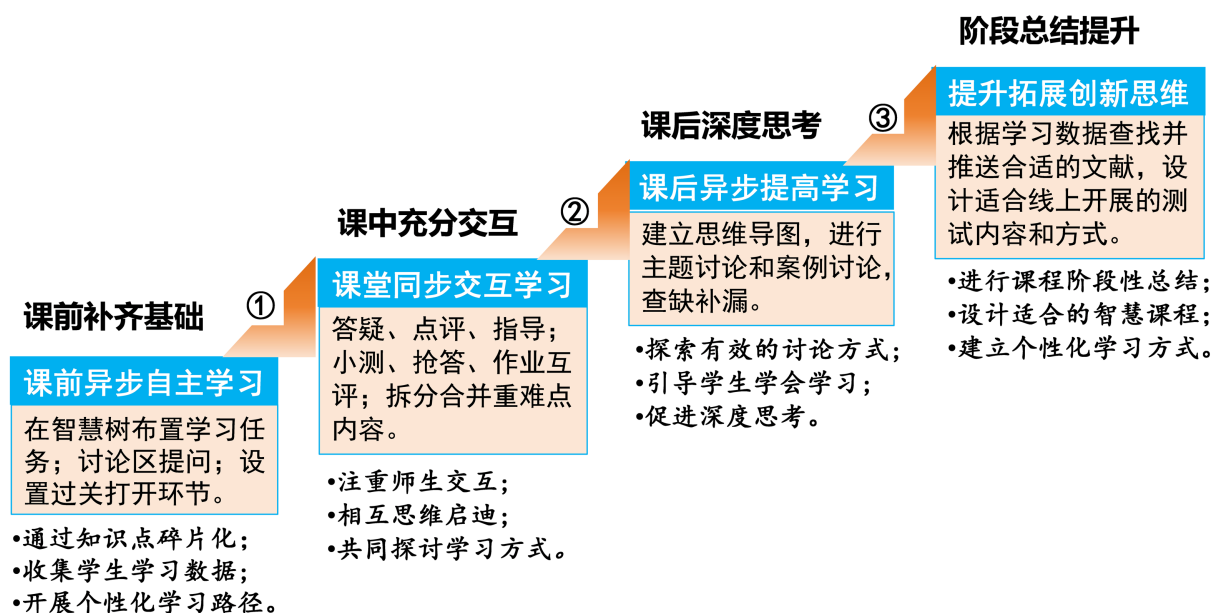 课前补齐基础
课前异步自主学习
在智慧树布置学习任
务；讨论区提问；设
置过关打开环节。
•通过知识点碎片化；
•收集学生学习数据；
•开展个性化学习路径。
①
课中充分交互
课堂同步交互学习
答疑、点评、指导；
小测、抢答、作业互
评；拆分合并重难点
内容。
•注重师生交互；
•相互思维启迪；
•共同探讨学习方式。
②
课后深度思考
课后异步提高学习
建立思维导图，进行
主题讨论和案例讨论，
查缺补漏。
•探索有效的讨论方式；
•引导学生学会学习；
•促进深度思考。
③
阶段总结提升
提升拓展创新思维
根据学习数据查找并
推送合适的文献，设
计适合线上开展的测
试内容和方式。
•进行课程阶段性总结；
•设计适合的智慧课程；
•建立个性化学习方式。